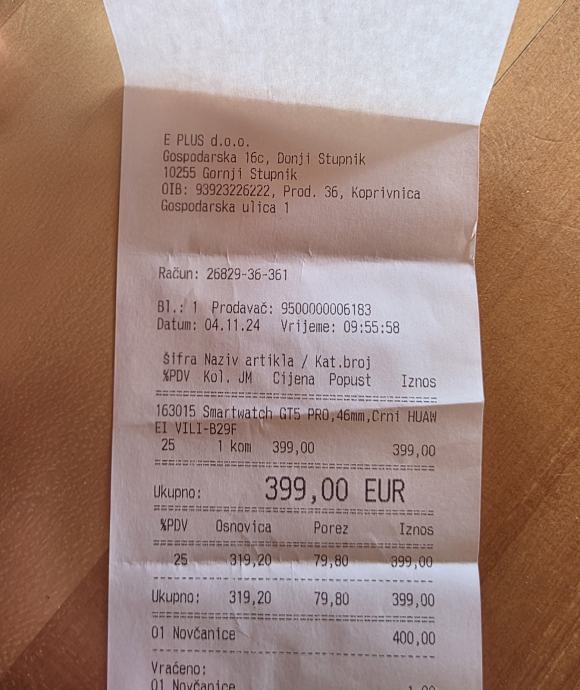 E PLUS d.o.o.
Gospodarska 16c, Donji Stupnik
10255 Gornji Stupnik
OIB: 93923226222, Prod. 36, Koprivnica
Gospodarska ulica 1
Račun: 26829-36-361
Bl.: 1 Prodavač: 9500000006183
Datum: 04.11.24 Vrijeme: 09:55:58
Šifra Naziv artikla / Kat.broj
%PDV Kol. JM Cijena Popust Iznos
163015 Smartwatch GT5 PRO,46mm,Crni HUAW
EI VILI-B29F
25 1 kom 399,00 399,00
Ukupno: 399,00 EUR
%PDV Osnovica Porez Iznos
25 319,20 79,80 399,00
Ukupno: 319,20 79,80 399,00
01 Novčanice 400,00
Vraćeno:
01 Novčanice 1,00